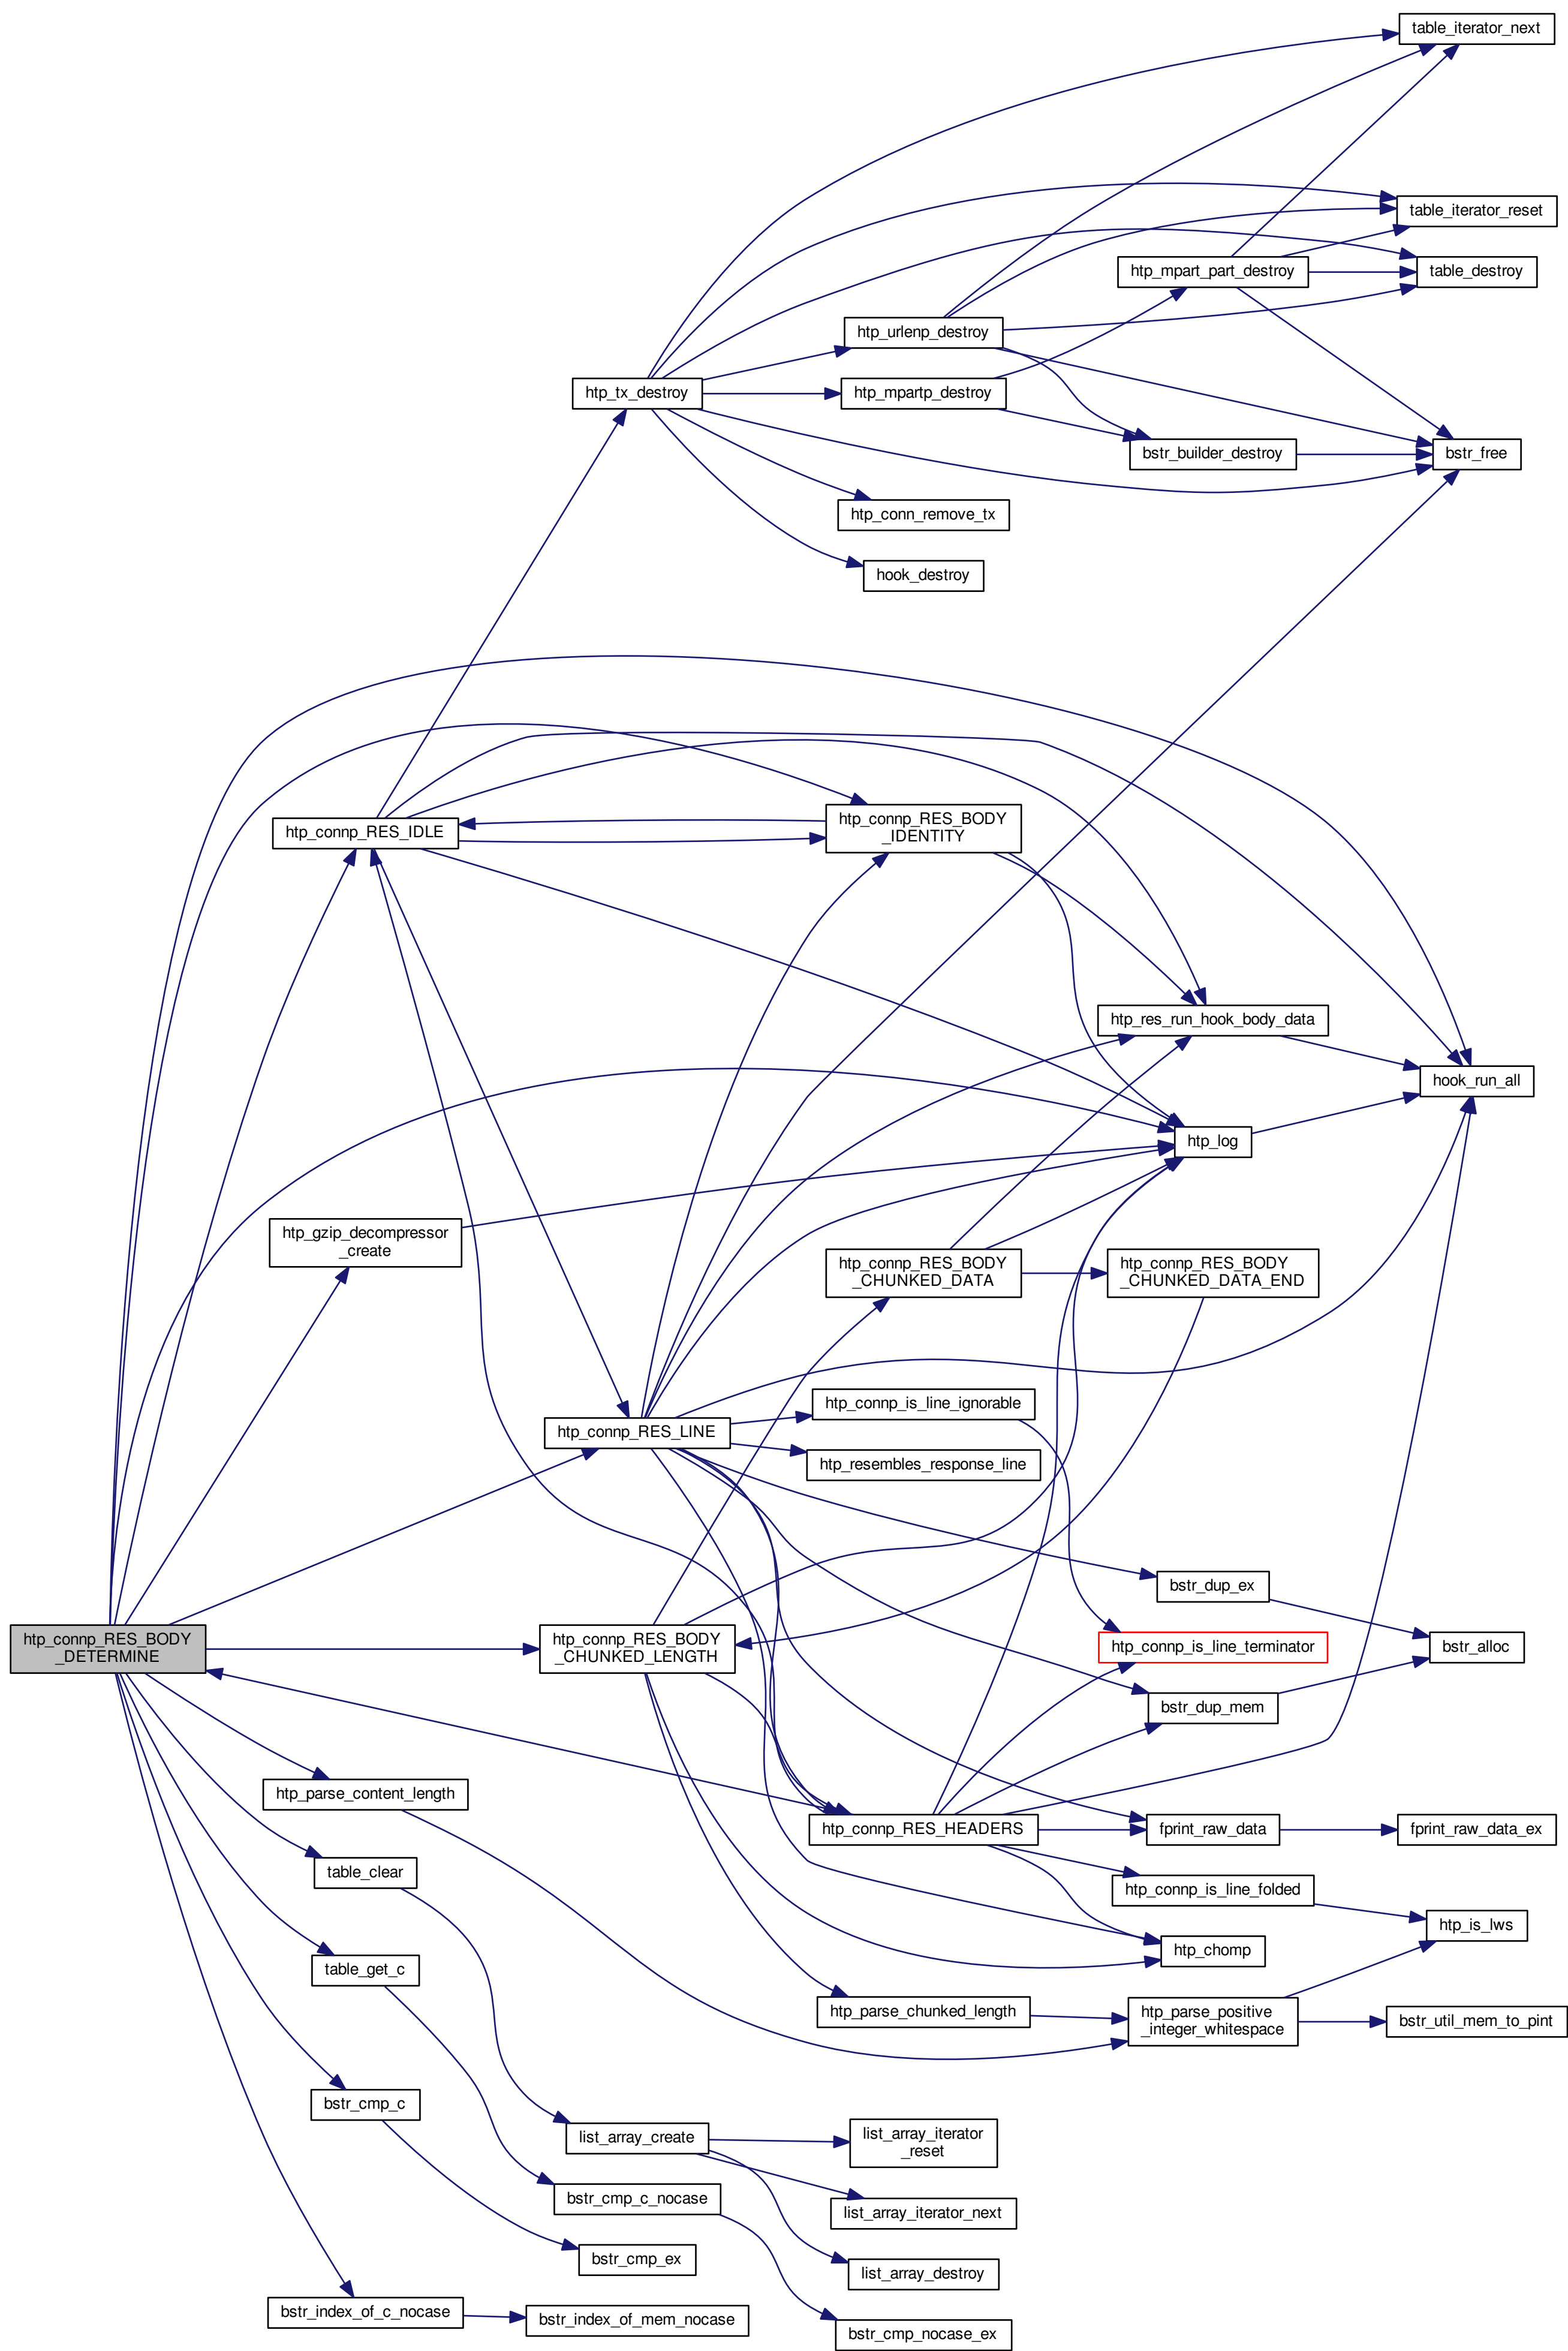 table_iterator_next
table_iterator_reset
htp_mpart_part_destroy
table_destroy
htp_urlenp_destroy
htp_tx_destroy
htp_mpartp_destroy
bstr_builder_destroy
bstr_free
htp_conn_remove_tx
hook_destroy
htp_connp_RES_IDLE
htp_connp_RES_BODY
_IDENTITY
htp_res_run_hook_body_data
hook_run_all
htp_log
htp_gzip_decompressor
_create
htp_connp_RES_BODY
_CHUNKED_DATA
htp_connp_RES_BODY
_CHUNKED_DATA_END
htp_connp_is_line_ignorable
htp_connp_RES_LINE
htp_resembles_response_line
bstr_dup_ex
htp_connp_RES_BODY
_DETERMINE
htp_connp_RES_BODY
_CHUNKED_LENGTH
htp_connp_is_line_terminator
bstr_alloc
bstr_dup_mem
htp_parse_content_length
htp_connp_RES_HEADERS
fprint_raw_data
fprint_raw_data_ex
table_clear
htp_connp_is_line_folded
htp_is_lws
htp_chomp
table_get_c
htp_parse_chunked_length
htp_parse_positive
_integer_whitespace
bstr_util_mem_to_pint
bstr_cmp_c
list_array_create
list_array_iterator
_reset
bstr_cmp_c_nocase
list_array_iterator_next
bstr_cmp_ex
list_array_destroy
bstr_index_of_c_nocase
bstr_index_of_mem_nocase
bstr_cmp_nocase_ex